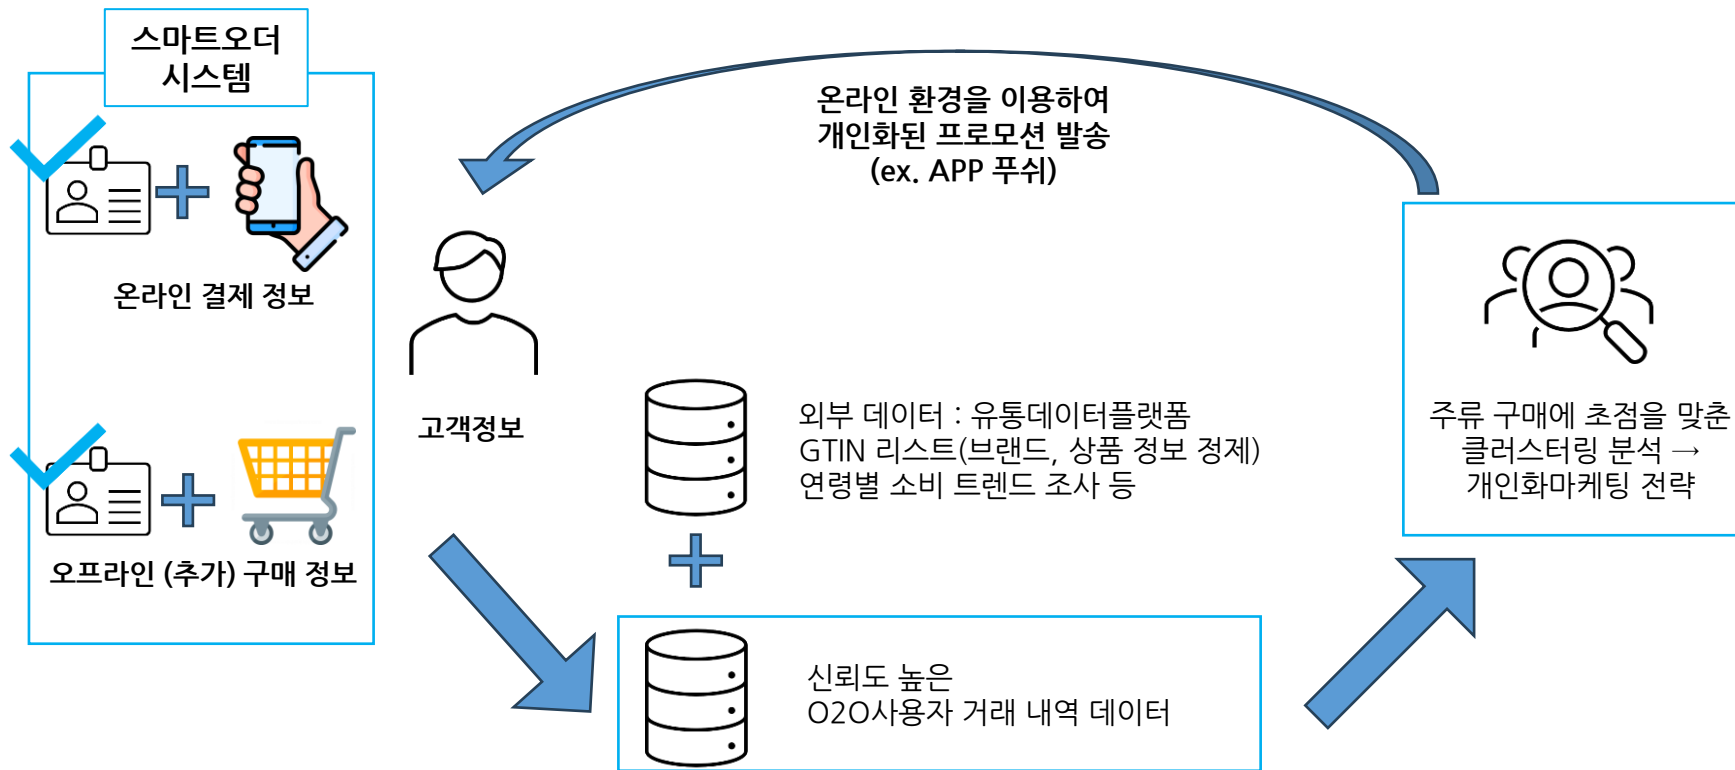 스마트오더
시스템
온라인 결제 정보
오프라인 (추가) 구매 정보
고객정보
온라인 환경을 이용하여
개인화된 프로모션 발송
(ex. APP 푸쉬)
외부 데이터 : 유통데이터플랫폼
GTIN 리스트(브랜드, 상품 정보 정제)
연령별 소비 트렌드 조사 등
신뢰도 높은
O2O사용자 거래 내역 데이터
주류 구매에 초점을 맞춘
클러스터링 분석 →
개인화마케팅 전략